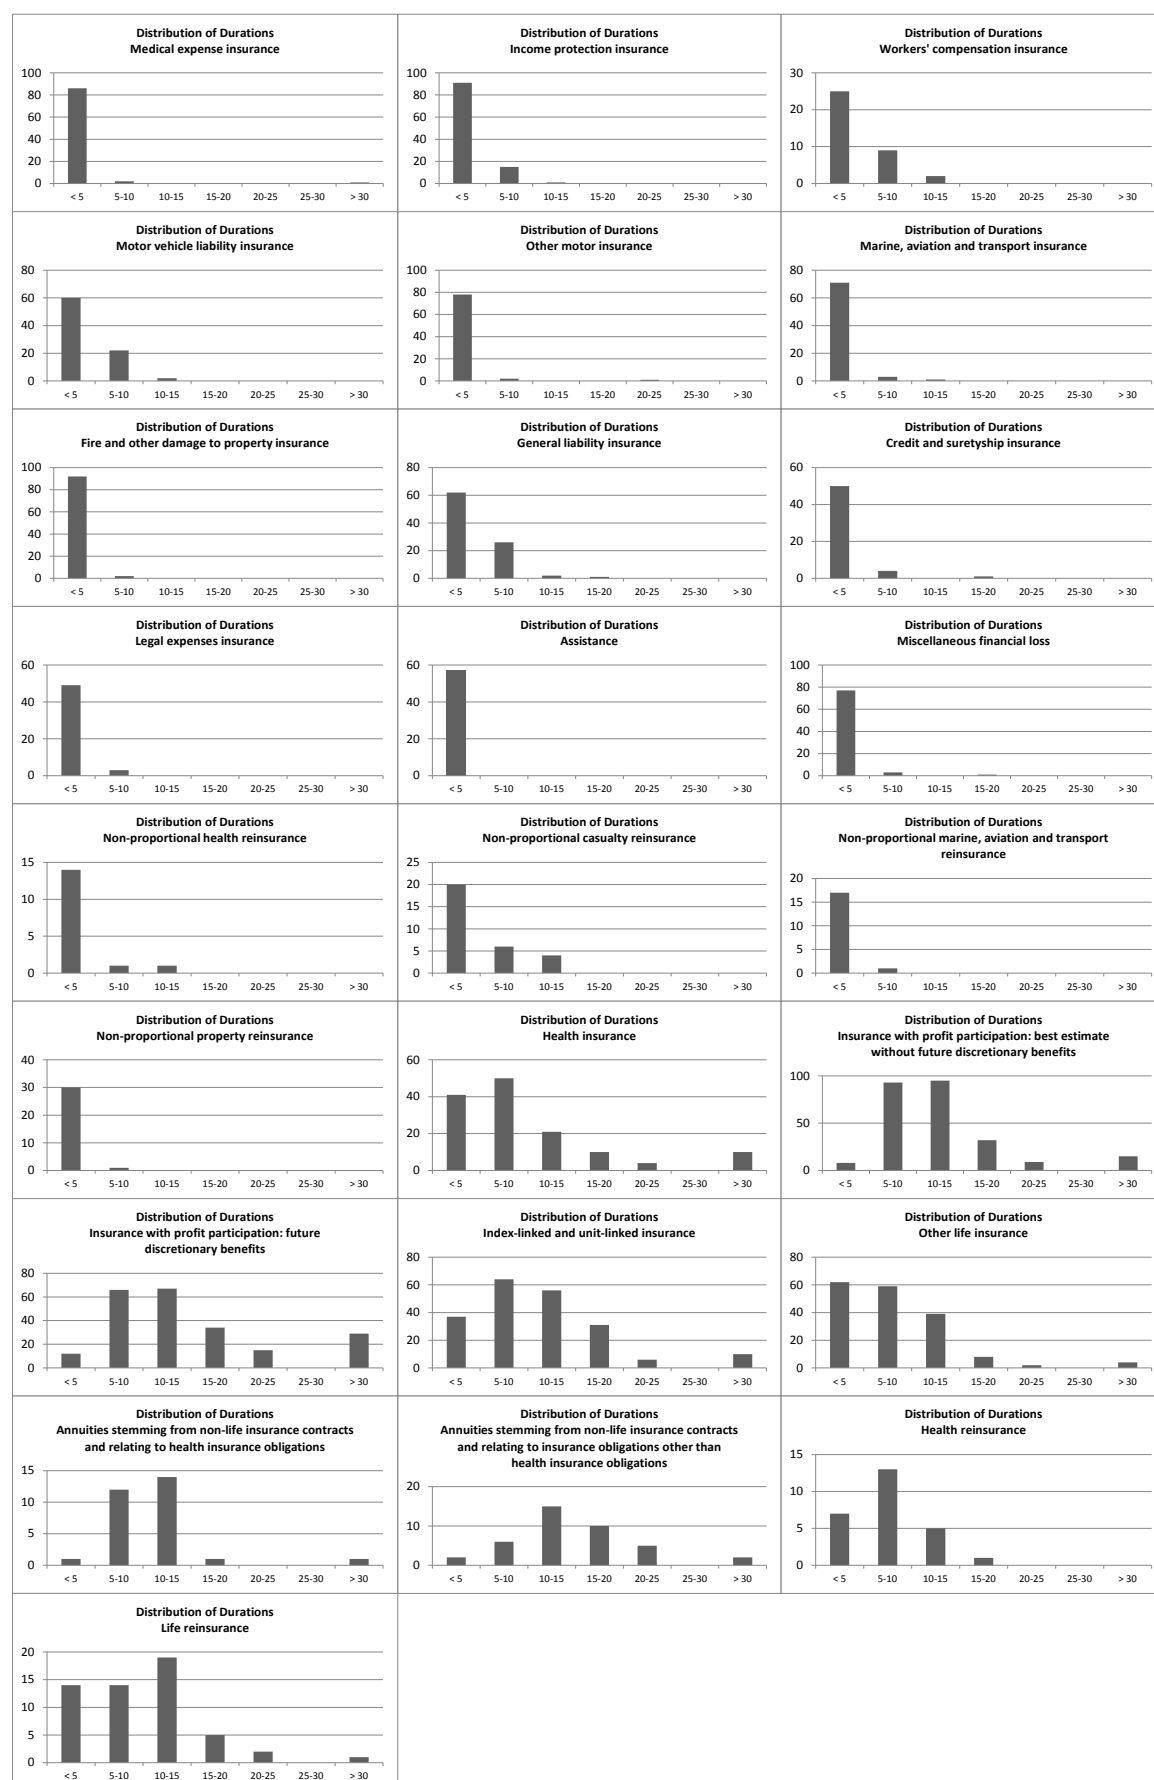 Distribution of Durations
Medical expense insurance
100
80
60
40
20
0
< 5 5-10 10-15 15-20 20-25 25-30 > 30
Distribution of Durations
Income protection insurance
100
80
60
40
20
0
< 5 5-10 10-15 15-20 20-25 25-30 > 30
Distribution of Durations
Workers' compensation insurance
30
20
10
0
< 5 5-10 10-15 15-20 20-25 25-30 > 30
Distribution of Durations
Motor vehicle liability insurance
80
60
40
20
0
< 5 5-10 10-15 15-20 20-25 25-30 > 30
Distribution of Durations
Other motor insurance
100
80
60
40
20
0
< 5 5-10 10-15 15-20 20-25 25-30 > 30
Distribution of Durations
Marine, aviation and transport insurance
80
60
40
20
0
< 5 5-10 10-15 15-20 20-25 25-30 > 30
Distribution of Durations
Fire and other damage to property insurance
100
80
60
40
20
0
< 5 5-10 10-15 15-20 20-25 25-30 > 30
Distribution of Durations
General liability insurance
80
60
40
20
0
< 5 5-10 10-15 15-20 20-25 25-30 > 30
Distribution of Durations
Credit and suretyship insurance
60
40
20
0
< 5 5-10 10-15 15-20 20-25 25-30 > 30
Distribution of Durations
Legal expenses insurance
60
40
20
0
< 5 5-10 10-15 15-20 20-25 25-30 > 30
Distribution of Durations
Assistance
60
40
20
0
< 5 5-10 10-15 15-20 20-25 25-30 > 30
Distribution of Durations
Miscellaneous financial loss
100
80
60
40
20
0
< 5 5-10 10-15 15-20 20-25 25-30 > 30
Distribution of Durations
Non-proportional health reinsurance
15
10
5
0
< 5 5-10 10-15 15-20 20-25 25-30 > 30
Distribution of Durations
Non-proportional casualty reinsurance
25
20
15
10
5
0
< 5 5-10 10-15 15-20 20-25 25-30 > 30
Distribution of Durations
Non-proportional marine, aviation and transport
reinsurance
20
15
10
5
0
< 5 5-10 10-15 15-20 20-25 25-30 > 30
Distribution of Durations
Non-proportional property reinsurance
40
30
20
10
0
< 5 5-10 10-15 15-20 20-25 25-30 > 30
Distribution of Durations
Health insurance
60
40
20
0
< 5 5-10 10-15 15-20 20-25 25-30 > 30
Distribution of Durations
Insurance with profit participation: best estimate
without future discretionary benefits
100
50
0
< 5 5-10 10-15 15-20 20-25 25-30 > 30
Distribution of Durations
Insurance with profit participation: future
discretionary benefits
80
60
40
20
0
< 5 5-10 10-15 15-20 20-25 25-30 > 30
Distribution of Durations
Index-linked and unit-linked insurance
80
60
40
20
0
< 5 5-10 10-15 15-20 20-25 25-30 > 30
Distribution of Durations
Other life insurance
80
60
40
20
0
< 5 5-10 10-15 15-20 20-25 25-30 > 30
Distribution of Durations
Annuities stemming from non-life insurance contracts
and relating to health insurance obligations
15
10
5
0
< 5 5-10 10-15 15-20 20-25 25-30 > 30
Distribution of Durations
Annuities stemming from non-life insurance contracts
and relating to insurance obligations other than
health insurance obligations
20
10
0
< 5 5-10 10-15 15-20 20-25 25-30 > 30
Distribution of Durations
Health reinsurance
15
10
5
0
< 5 5-10 10-15 15-20 20-25 25-30 > 30
Distribution of Durations
Life reinsurance
20
15
10
5
0
< 5 5-10 10-15 15-20 20-25 25-30 > 30